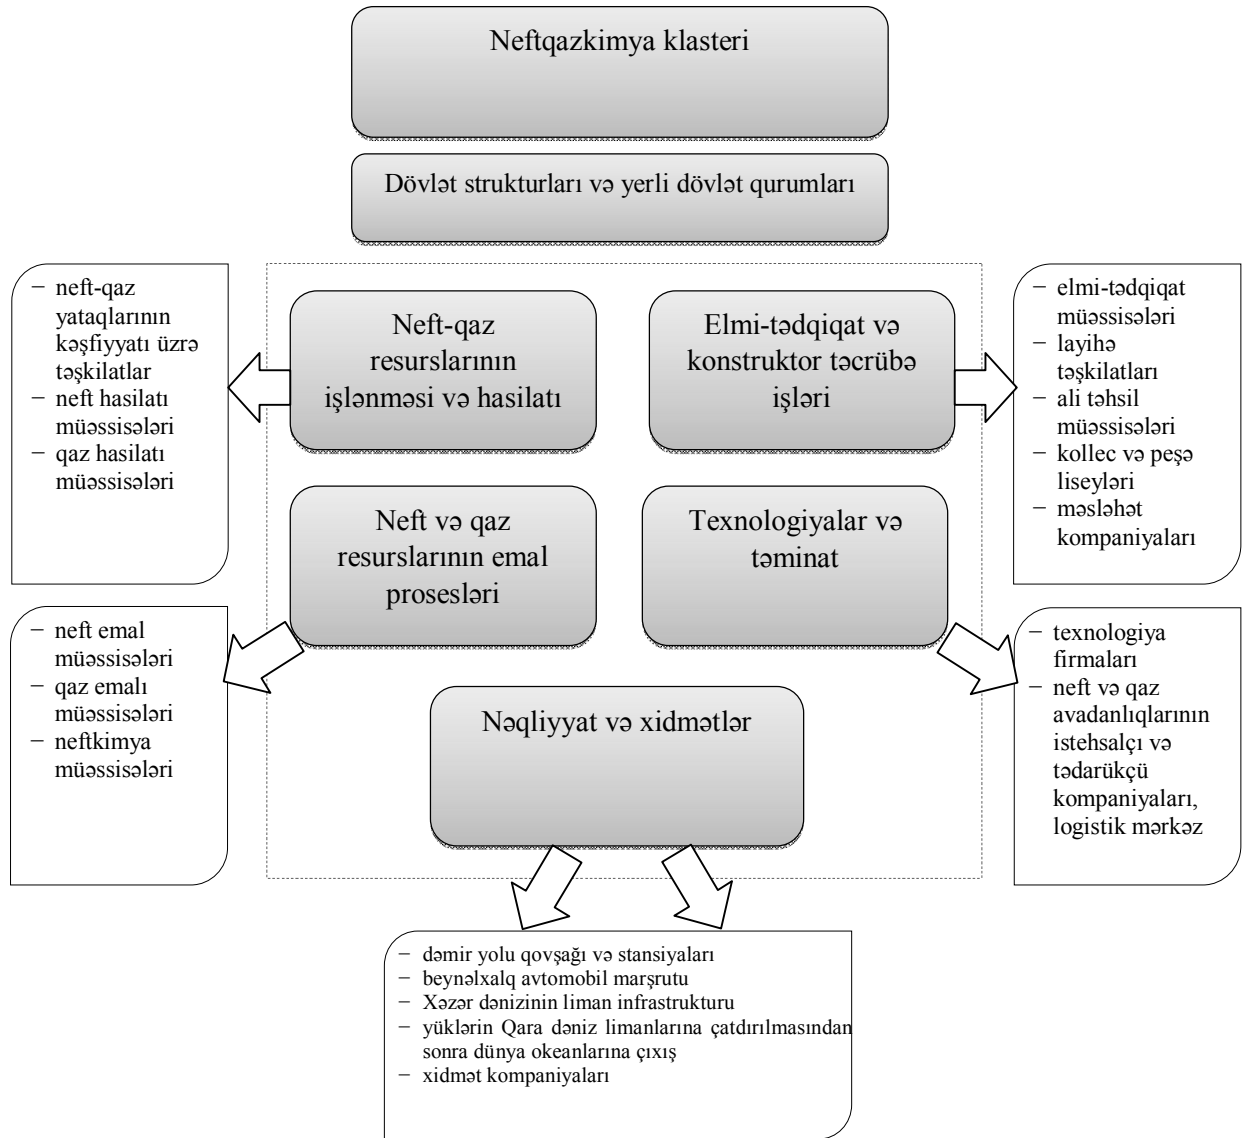 Neftqazkimya klasteri
Dövlət strukturları və yerli dövlət qurumları
− neft-qaz
yataqlarının
kəşfiyyatı üzrə
təşkilatlar
− neft hasilatı
müəssisələri
− qaz hasilatı
müəssisələri
Neft-qaz
resurslarının
işlənməsi və hasilatı
Elmi-tədqiqat və
konstruktor təcrübə
işləri
− elmi-tədqiqat
müəssisələri
− layihə
təşkilatları
− ali təhsil
müəssisələri
− kollec və peşə
liseyləri
− məsləhət
kompaniyaları
Neft və qaz
resurslarının emal
prosesləri
Texnologiyalar və
təminat
− neft emal
müəssisələri
− qaz emalı
müəssisələri
− neftkimya
müəssisələri
− texnologiya
firmaları
− neft və qaz
avadanlıqlarının
istehsalçı və
tədarükçü
kompaniyaları,
logistik mərkəz
Nəqliyyat və xidmətlər
− dəmir yolu qovşağı və stansiyaları
− beynəlxalq avtomobil marşrutu
− Xəzər dənizinin liman infrastrukturu
− yüklərin Qara dəniz limanlarına çatdırılmasından
sonra dünya okeanlarına çıxış
− xidmət kompaniyaları